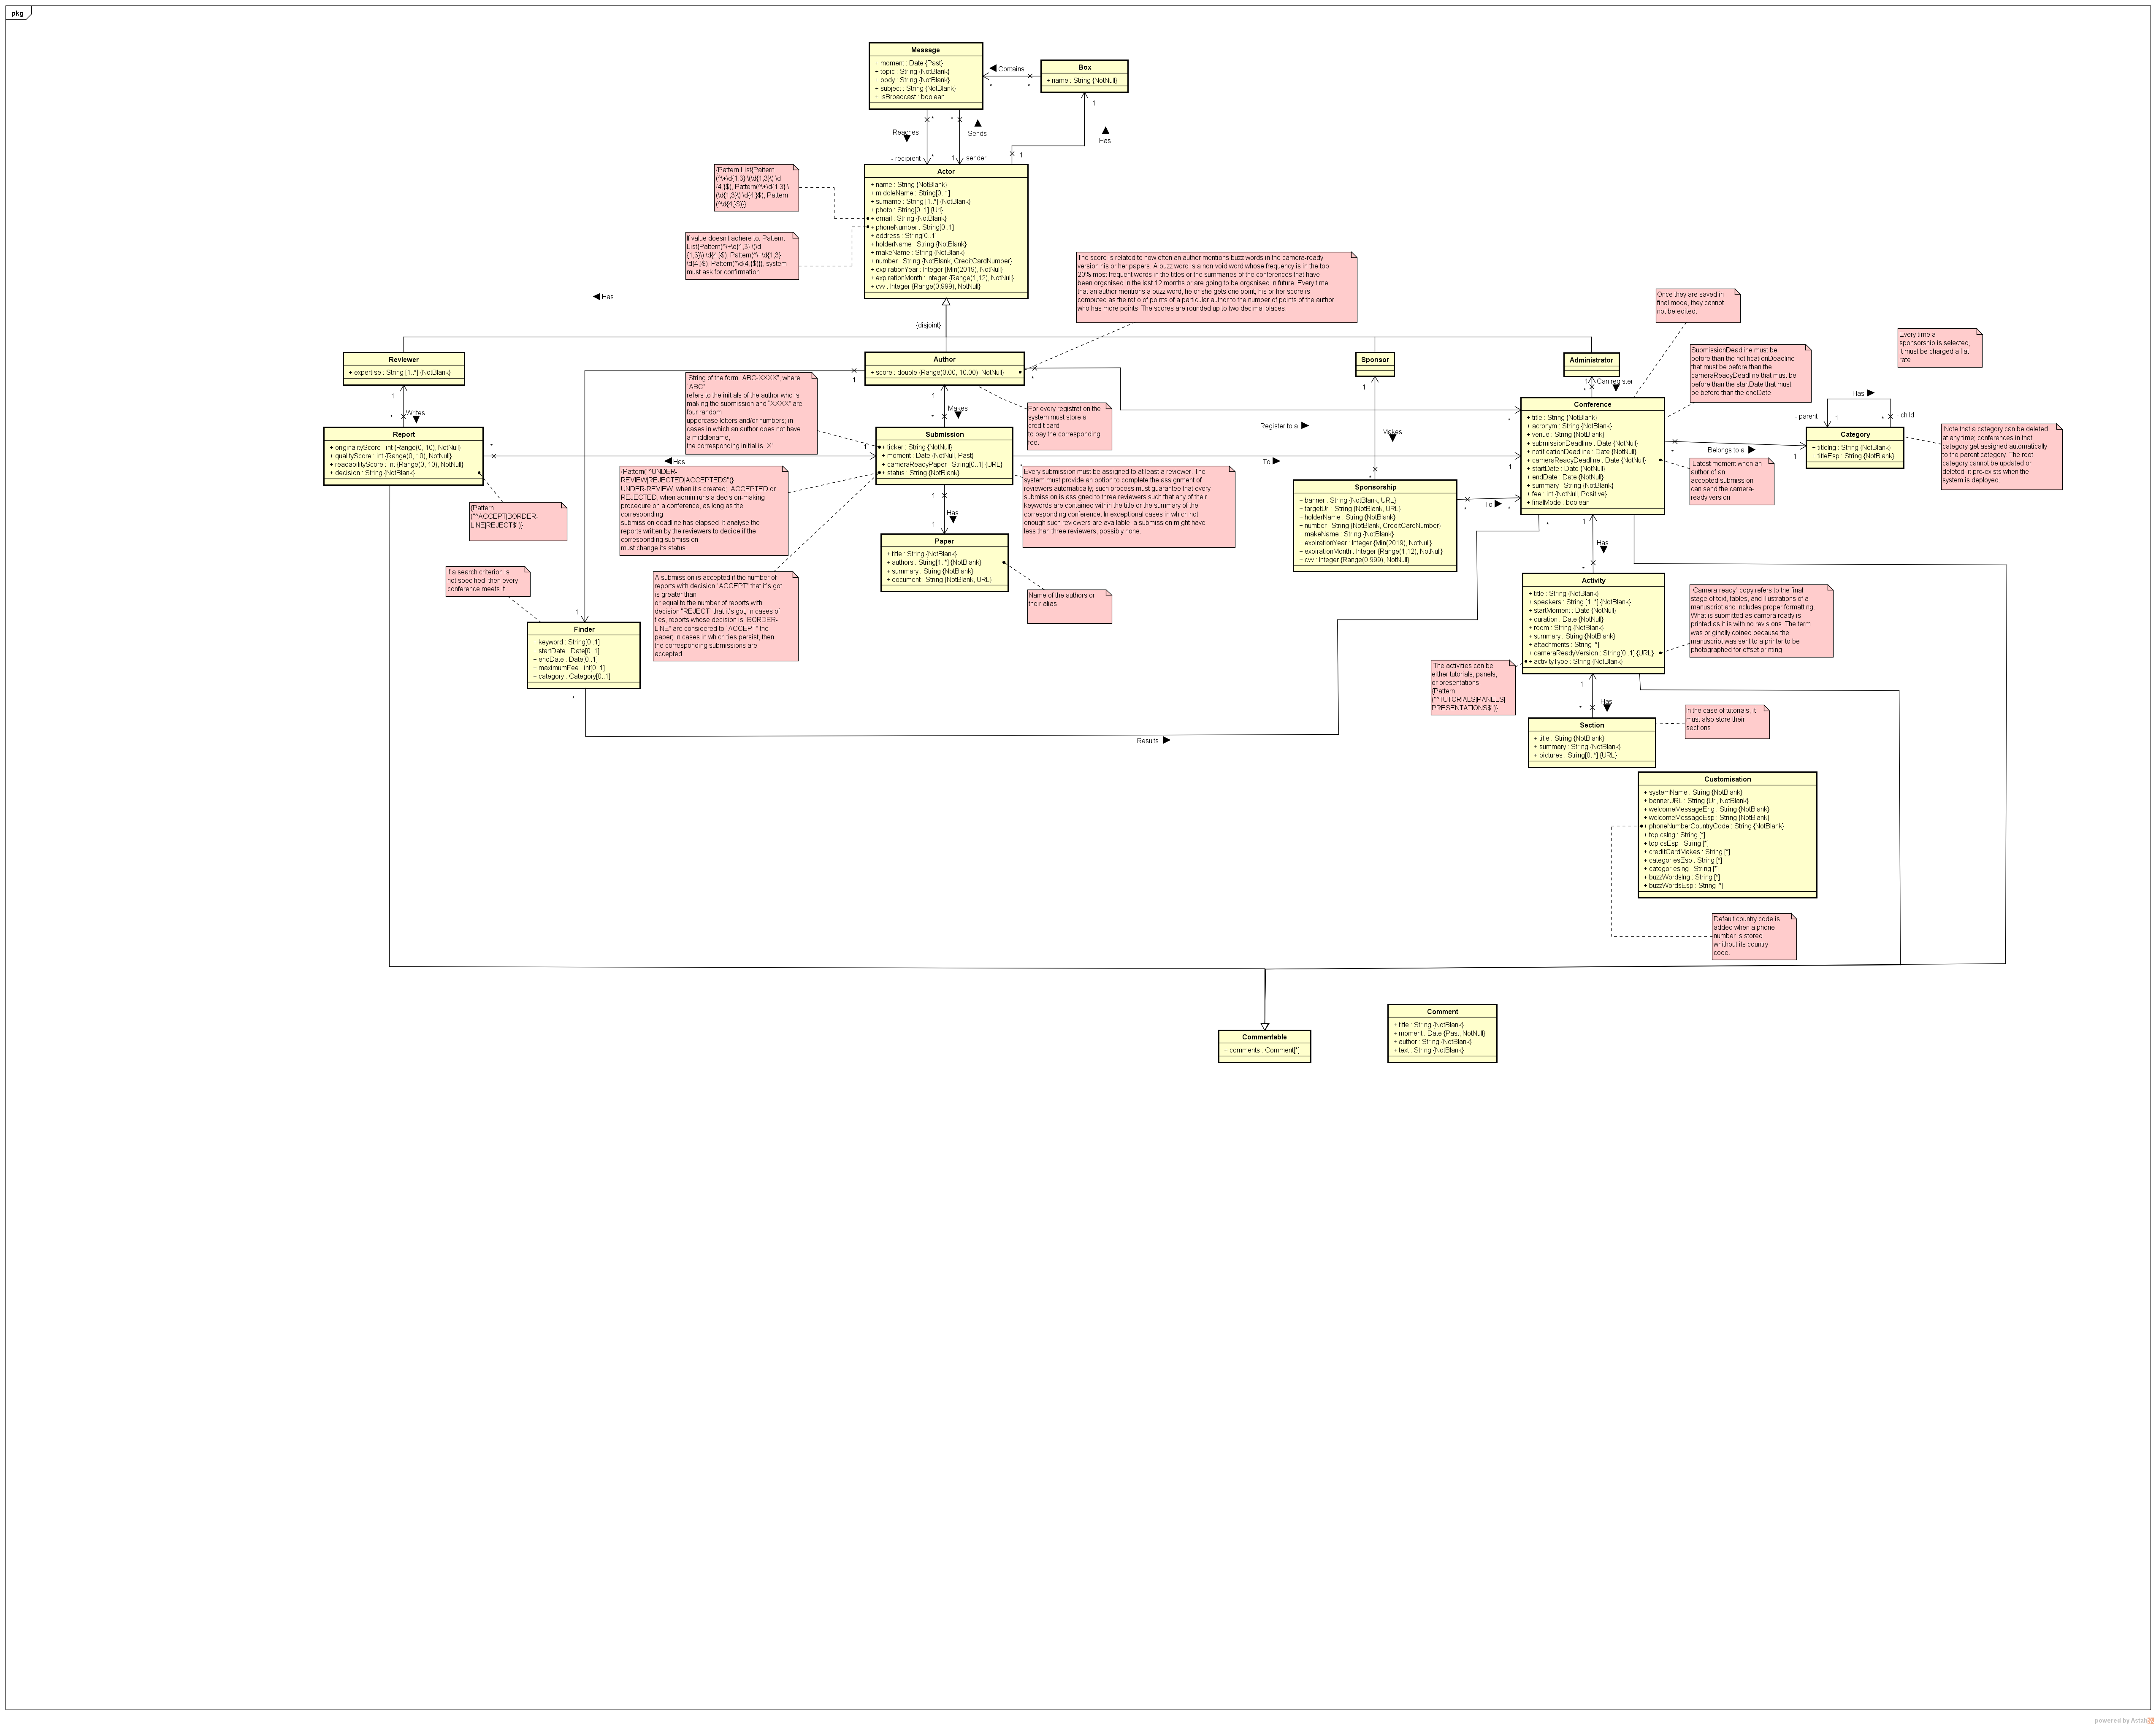 pkg
Message
+ moment : Date {Past}
+ topic : String {NotBlank}
+ body : String {NotBlank}
+ subject : String {NotBlank}
+ isBroadcast : boolean
Contains
*
*
Box
+ name : String {NotNull}
1
Has
1
Reaches
*
- recipient
*
*
Sends
1
- sender
{Pattern.List{Pattern
(^\+\d{1,3} \(\d{1,3}\) \d
{4,}$), Pattern(^\+\d{1,3} \
(\d{1,3}\) \d{4,}$), Pattern
(^\d{4,}$)}}
If value doesn't adhere to: Pattern.
List{Pattern(^\+\d{1,3} \(\d
{1,3}\) \d{4,}$), Pattern(^\+\d{1,3}
\d{4,}$), Pattern(^\d{4,}$)}}, system
must ask for confirmation.
Actor
+ name : String {NotBlank}
+ middleName : String[0..1]
+ surname : String [1..*] {NotBlank}
+ photo : String[0..1] {Url}
+ email : String {NotBlank}
+ phoneNumber : String[0..1]
+ address : String[0..1]
+ holderName : String {NotBlank}
+ makeName : String {NotBlank}
+ number : String {NotBlank, CreditCardNumber}
+ expirationYear : Integer {Min(2019), NotNull}
+ expirationMonth : Integer {Range(1,12), NotNull}
+ cvv : Integer {Range(0,999), NotNull}
{disjoint}
Has
The score is related to how often an author mentions buzz words in the camera-ready
version his or her papers. A buzz word is a non-void word whose frequency is in the top
20% most frequent words in the titles or the summaries of the conferences that have
been organised in the last 12 months or are going to be organised in future. Every time
that an author mentions a buzz word, he or she gets one point; his or her score is
computed as the ratio of points of a particular author to the number of points of the author
who has more points. The scores are rounded up to two decimal places.
Once they are saved in
final mode, they cannot
not be edited.
Every time a
sponsorship is selected,
it must be charged a flat
rate
SubmissionDeadline must be
before than the notificationDeadline
that must be before than the
cameraReadyDeadline that must be
before than the startDate that must
be before than the endDate
Reviewer
+ expertise : String [1..*] {NotBlank}
1
*
Writes
Author
+ score : double {Range(0.00, 10.00), NotNull}
1
*
1
*
Makes
Sponsor
1
Makes
*
Administrator
1
Can register
*
String of the form "ABC-XXXX", where
"ABC"
refers to the initials of the author who is
making the submission and "XXXX" are
four random
uppercase letters and/or numbers; in
cases in which an author does not have
a middlename,
the corresponding initial is "X"
For every registration the
system must store a
credit card
to pay the corresponding
fee.
Register to a
*
Conference
+ title : String {NotBlank}
+ acronym : String {NotBlank}
+ venue : String {NotBlank}
+ submissionDeadline : Date {NotNull}
+ notificationDeadline : Date {NotNull}
+ cameraReadyDeadline : Date {NotNull}
+ startDate : Date {NotNull}
+ endDate : Date {NotNull}
+ summary : String {NotBlank}
+ fee : int {NotNull, Positive}
+ finalMode : boolean
*
Belongs to a
1
Has
- parent
1
*
- child
Category
+ titleIng : String {NotBlank}
+ titleEsp : String {NotBlank}
Note that a category can be deleted
at any time; conferences in that
category get assigned automatically
to the parent category. The root
category cannot be updated or
deleted, it pre-exists when the
system is deployed.
Latest moment when an
author of an
accepted submission
can send the camera-
ready version
Report
+ originalityScore : int {Range(0, 10), NotNull}
+ qualityScore : int {Range(0, 10), NotNull}
+ readabilityScore : int {Range(0, 10), NotNull}
+ decision : String {NotBlank}
*
Has
1
Submission
+ ticker : String {NotNull}
+ moment : Date {NotNull, Past}
+ cameraReadyPaper : String[0..1] {URL}
+ status : String {NotBlank}
*
To
1
{Pattern
("^ACCEPT|BORDER-
LINE|REJECT$")}
{Pattern("^UNDER-
REVIEW|REJECTED|ACCEPTED$")}
UNDER-REVIEW, when it's created; ACCEPTED or
REJECTED, when admin runs a decision-making
procedure on a conference, as long as the
corresponding
submission deadline has elapsed. It analyse the
reports written by the reviewers to decide if the
corresponding submission
must change its status.
Every submission must be assigned to at least a reviewer. The
system must provide an option to complete the assignment of
reviewers automatically; such process must guarantee that every
submission is assigned to three reviewers such that any of their
keywords are contained within the title or the summary of the
corresponding conference. In exceptional cases in which not
enough such reviewers are available, a submission might have
less than three reviewers, possibly none.
1
Has
1
Sponsorship
+ banner : String {NotBlank, URL}
+ targetUrl : String {NotBlank, URL}
+ holderName : String {NotBlank}
+ number : String {NotBlank, CreditCardNumber}
+ makeName : String {NotBlank}
+ expirationYear : Integer {Min(2019), NotNull}
+ expirationMonth : Integer {Range(1,12), NotNull}
+ cvv : Integer {Range(0,999), NotNull}
*
To
*
*
Paper
+ title : String {NotBlank}
+ authors : String[1..*] {NotBlank}
+ summary : String {NotBlank}
+ document : String {NotBlank, URL}
Name of the authors or
their alias
If a search criterion is
not specified, then every
conference meets it
A submission is accepted if the number of
reports with decision "ACCEPT" that it's got
is greater than
or equal to the number of reports with
decision "REJECT" that it's got; in cases of
ties, reports whose decision is "BORDER-
LINE" are considered to "ACCEPT" the
paper; in cases in which ties persist, then
the corresponding submissions are
accepted.
1
Has
*
Activity
+ title : String {NotBlank}
+ speakers : String [1..*] {NotBlank}
+ startMoment : Date {NotNull}
+ duration : Date {NotNull}
+ room : String {NotBlank}
+ summary : String {NotBlank}
+ attachments : String [*]
+ cameraReadyVersion : String[0..1] {URL}
+ activityType : String {NotBlank}
"Camera-ready" copy refers to the final
stage of text, tables, and illustrations of a
manuscript and includes proper formatting.
What is submitted as camera ready is
printed as it is with no revisions. The term
was originally coined because the
manuscript was sent to a printer to be
photographed for offset printing.
1
Finder
+ keyword : String[0..1]
+ startDate : Date[0..1]
+ endDate : Date[0..1]
+ maximumFee : int[0..1]
+ category : Category[0..1]
*
Results
The activities can be
either tutorials, panels,
or presentations.
{Pattern
("^TUTORIALS|PANELS|
PRESENTATIONS$")}
1
Has
*
Section
+ title : String {NotBlank}
+ summary : String {NotBlank}
+ pictures : String[0..*] {URL}
In the case of tutorials, it
must also store their
sections
Customisation
+ systemName : String {NotBlank}
+ bannerURL : String {Url, NotBlank}
+ welcomeMessageEng : String {NotBlank}
+ welcomeMessageEsp : String {NotBlank}
+ phoneNumberCountryCode : String {NotBlank}
+ topicsIng : String [*]
+ topicsEsp : String [*]
+ creditCardMakes : String [*]
+ categoriesEsp : String [*]
+ categoriesIng : String [*]
+ buzzWordsIng : String [*]
+ buzzWordsEsp : String [*]
Default country code is
added when a phone
number is stored
whithout its country
code.
Commentable
+ comments : Comment[*]
Comment
+ title : String {NotBlank}
+ moment : Date {Past, NotNull}
+ author : String {NotBlank}
+ text : String {NotBlank}
powered by Astah